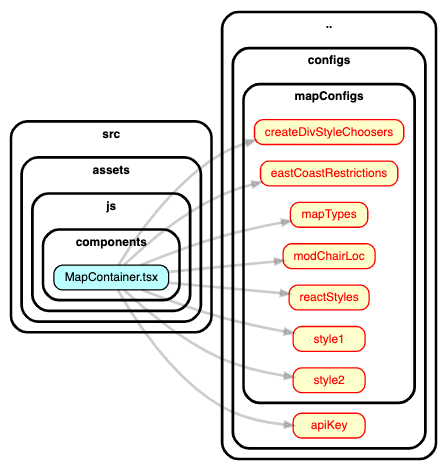 src
assets
js
components
MapContainer.tsx
..
configs
mapConfigs
createDivStyleChoosers
eastCoastRestrictions
mapTypes
modChairLoc
reactStyles
style1
style2
apiKey